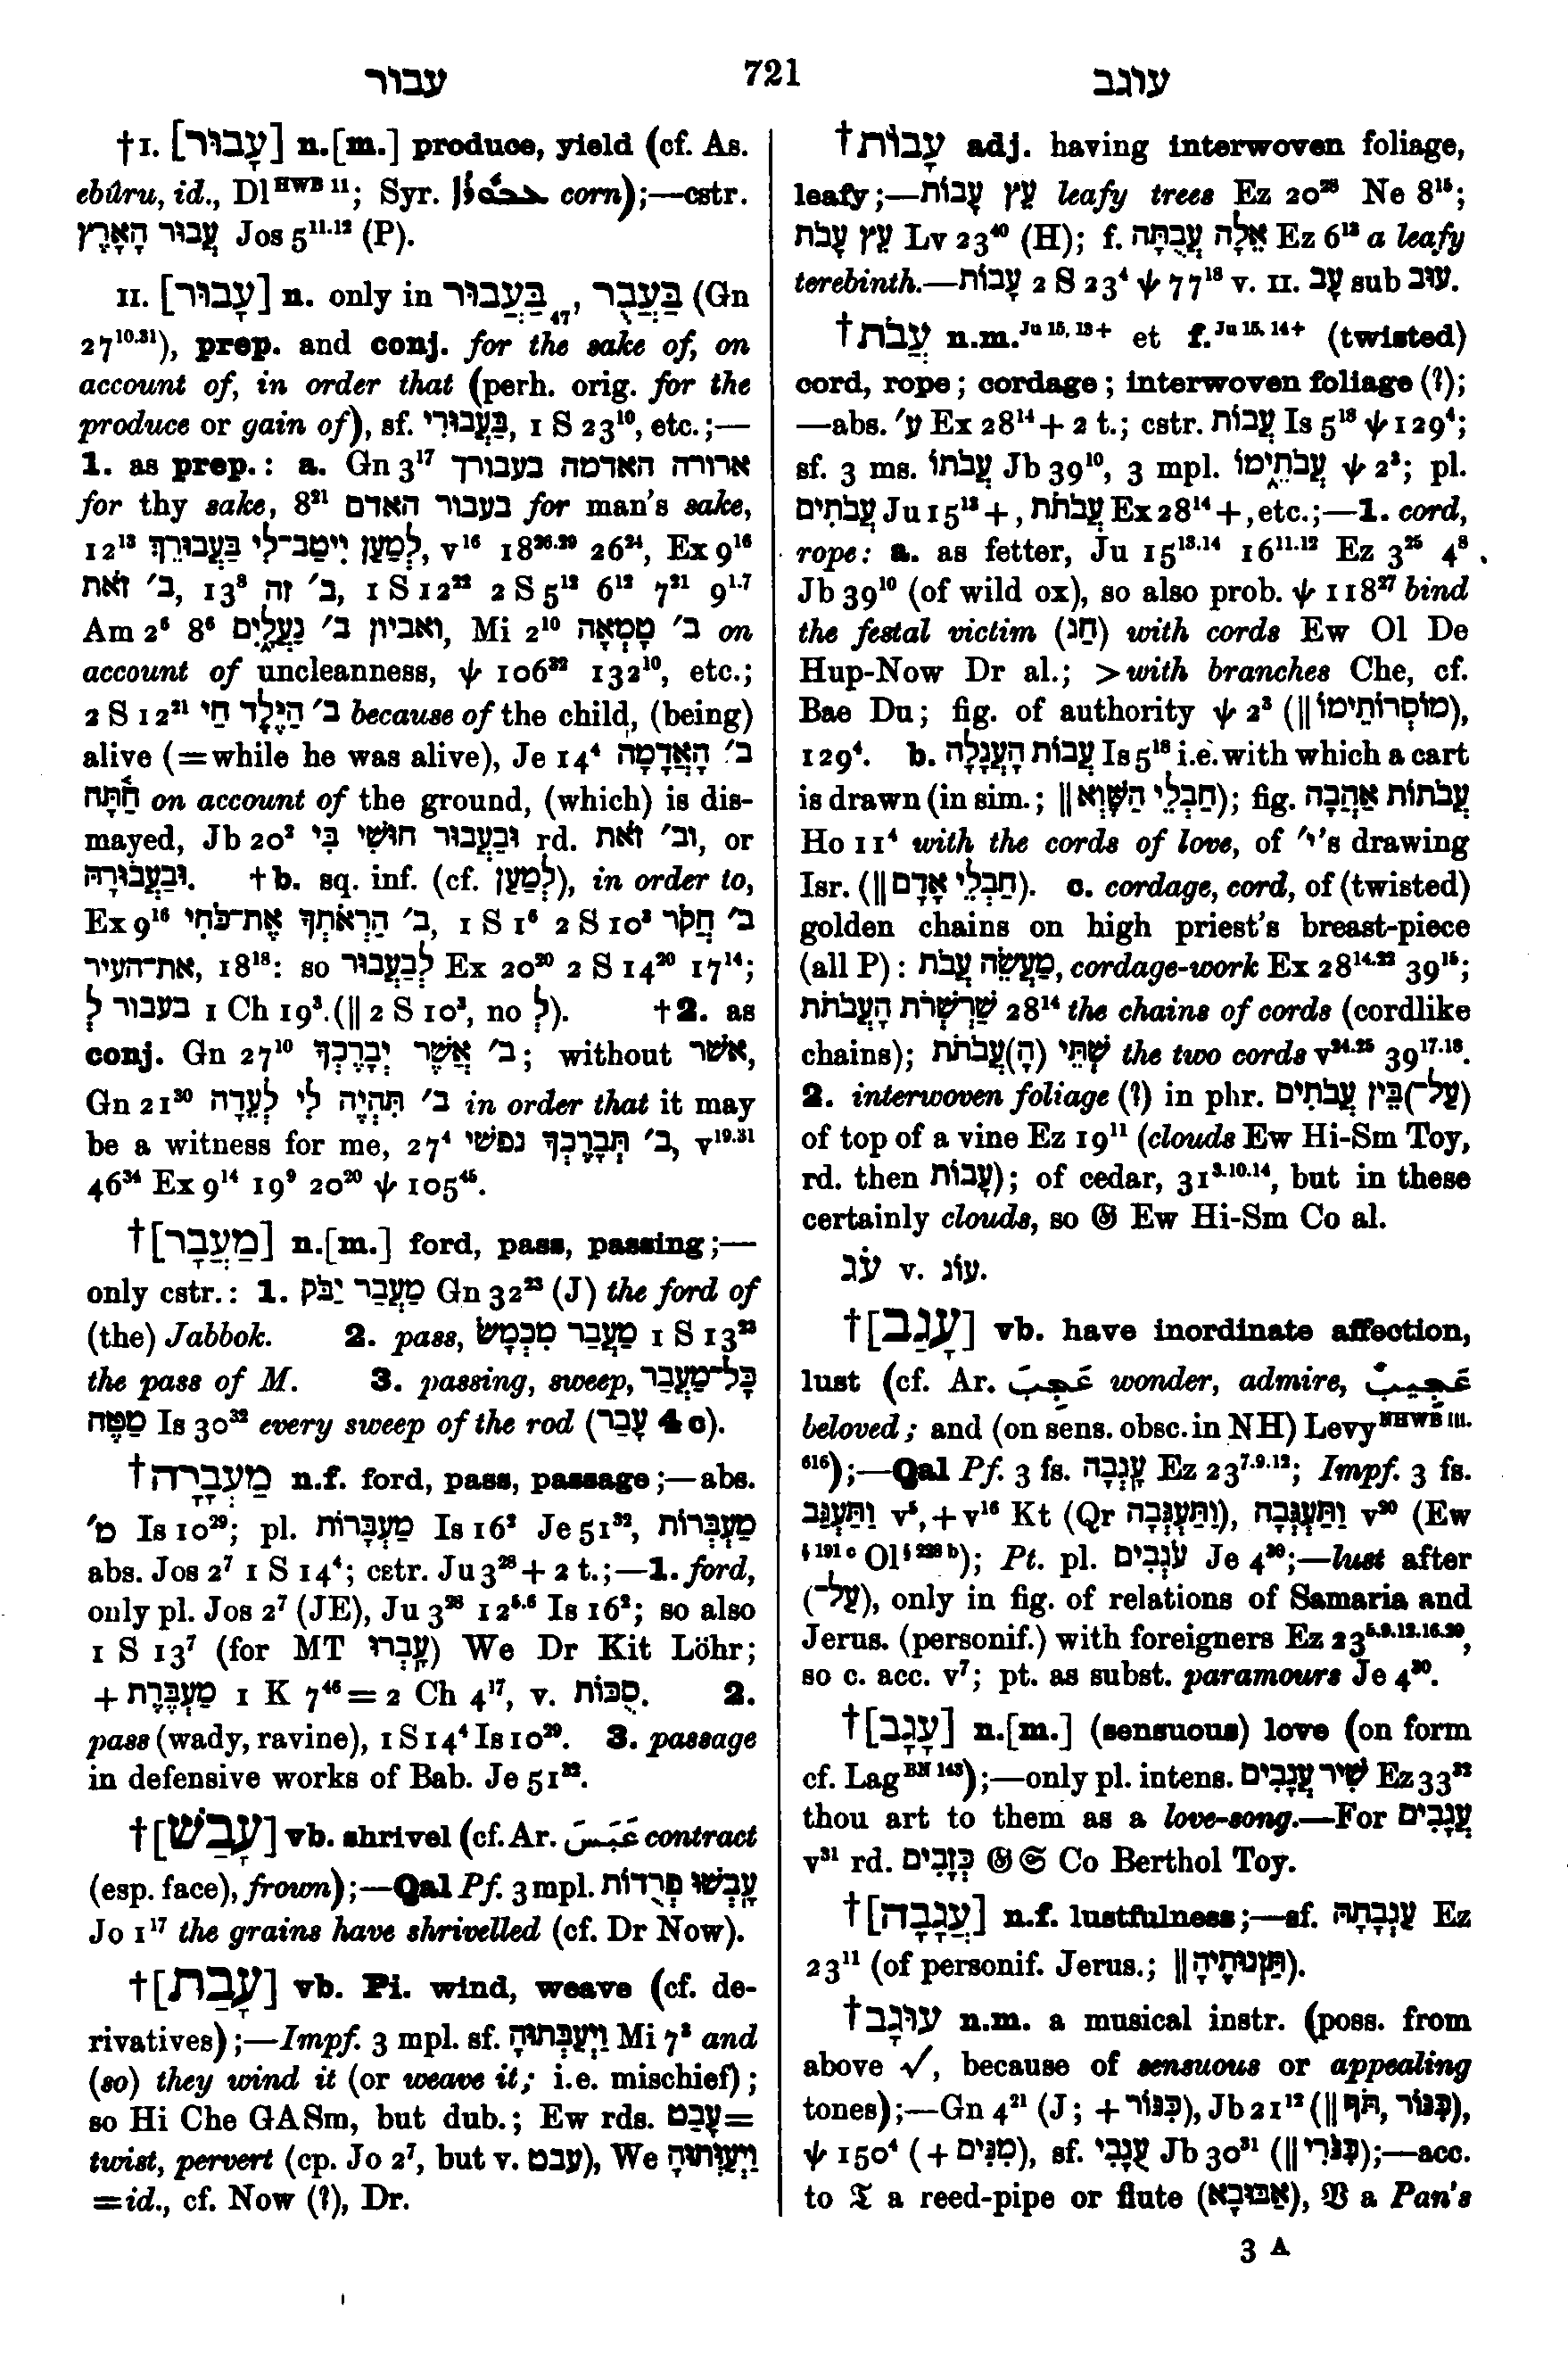 עבור
721
עוגב
†I. [עָבוּר] n.[m.] produce, yield (cf. As.
ebûru, id., Dl HWB 11; Syr. ܥܒܘܪܐ corn);—cstr.
עֲבוּר הָאָרֶץ Jos 5 11.12 (P).
II. [עָבוּר] n. only in בַּעֲבוּר 47, בַּעֲבֻר (Gn
27 10.31), prep. and conj. for the sake of, on
account of, in order that (perh. orig. for the
produce or gain of), sf. בַּעֲבוּרִי, 1 S 23 10, etc.;—
1. as prep.: a. Gn 3 17 ארורה האדמה בעבורך
for thy sake, 8 21 בעבור האדם for man's sake,
12 13 לְמַעַן יִיטַב־לִי בַּעֲבוּרֵךְ, v 16 18 26.29 26 24, Ex 9 16
ב׳ זֹאת, 13 8 ב׳ זה, 1 S 12 22 2 S 5 12 6 12 7 21 9 1.7
Am 2 6 8 6 ואביון ב׳ נַעֲלָיִם, Mi 2 10 ב׳ טָמְאָה on
account of uncleanness, ψ 106 32 132 10, etc.;
2 S 12 21 ב׳ הַיֶּלֶד חַי because of the child, (being)
alive (=while he was alive), Je 14 4 ב׳ הָאֲדָמָה
חַתָּה on account of the ground, (which) is dis-
mayed, Jb 20 2 וּבַעֲבוּר חוּשִׁי בִּי rd. וב׳ זֹאת, or
וּבַעֲבוּרָהּ. †b. sq. inf. (cf. לְמַעַן), in order to,
Ex 9 16 ב׳ הַרְאֹתְךָ אֶת־כֹּחִי, 1 S 1 6 2 S 10 3 ב׳ חֲקֹר
את־העיר, 18 18: so לְבַעֲבוּר Ex 20 20 2 S 14 20 17 14;
בעבור לְ 1 Ch 19 3.(‖ 2 S 10 3, no לְ). †2. as
conj. Gn 27 10 ב׳ אֲשֶׁר יְבָרֶכְךָ; without אשר,
Gn 21 30 ב׳ תִּהְיֶה לִּי לְעֵדָה in order that it may
be a witness for me, 27 4 ב׳ תְּבָרֶכְךָ נפשׁי, v 19.31
46 34 Ex 9 14 19 9 20 20 ψ 105 45.
†[מַעֲבָר] n.[m.] ford, pass, passing;—
only cstr.: 1. מַעֲבַר יַבֹּק Gn 32 23 (J) the ford of
(the) Jabbok. 2. pass, מַעֲבַר מִכְמָשׂ 1 S 13 23
the pass of M. 3. passing, sweep, כָּל־מַעֲבַר
מַטֵּה Is 30 32 every sweep of the rod (עָבַר 4 c).
†מַעְבָּרָה n.f. ford, pass, passage;—abs.
מ׳ Is 10 29; pl. מַעְבָּרוֹת Is 16 2 Je 51 32, מַעְבְּרוֹת
abs. Jos 2 7 1 S 14 4; cstr. Ju 3 28 + 2 t.;—1. ford,
only pl. Jos 2 7 (JE), Ju 3 28 12 5.6 Is 16 2; so also
1 S 13 7 (for MT עָבְרוּ) We Dr Kit Löhr;
+ מַעֲבֶרֶת 1 K 7 46 = 2 Ch 4 17, v. סֻכּוֹת. 2.
pass (wady, ravine), 1 S 14 4 Is 10 29. 3. passage
in defensive works of Bab. Je 51 32.
†[עָבַשׁ] vb. shrivel (cf. Ar. عَبَسَ contract
(esp. face), frown);—Qal Pf. 3 mpl. עָבְשׁוּ פְרֻדוֹת
Jo 1 17 the grains have shrivelled (cf. Dr Now).
†[עָבַת] vb. Pi. wind, weave (cf. de-
rivatives);—Impf. 3 mpl. sf. וַיְעַבְּתוּהָ Mi 7 3 and
(so) they wind it (or weave it; i.e. mischief);
so Hi Che GASm, but dub.; Ew rds. עָבַט=
twist, pervert (cp. Jo 2 7, but v. עבט), We וַיְעַוְּתוּהָ
=id., cf. Now (?), Dr.
†עָבוֹת adj. having interwoven foliage,
leafy;—עֵץ עָבוֹת leafy trees Ez 20 28 Ne 8 15;
עֵץ עָבֹת Lv 23 40 (H); f. אֵלָה עֲבֻתָּה Ez 6 13 a leafy
terebinth.—עָבוֹת 2 S 23 4 ψ 77 18 v. II. עָב sub עוּב.
†עֲבֹת n.m. Ju 15, 13+ et f. Ju 15, 14+ (twisted)
cord, rope; cordage; interwoven foliage (?);
—abs. ע׳ Ex 28 14 + 2 t.; cstr. עֲבוֹת Is 5 18 ψ 129 4;
sf. 3 ms. עֲבֹתוֹ Jb 39 10, 3 mpl. עֲבֹתֵימוֹ ψ 2 3; pl.
עֲבֹתִים Ju 15 13 +, עֲבֹתֹת Ex 28 14 +, etc.;—1. cord,
rope: a. as fetter, Ju 15 13.14 16 11.12 Ez 3 25 4 8
Jb 39 10 (of wild ox), so also prob. ψ 118 27 bind
the festal victim (חַג) with cords Ew Ol De
Hup-Now Dr al.; >with branches Che, cf.
Bae Du; fig. of authority ψ 2 3 (‖ מוֹסְרוֹתֵימוֹ),
129 4. b. עֲבוֹת הָעֲגָלָה Is 5 18 i.e. with which a cart
is drawn (in sim.; ‖ חַבְלֵי הַשָּׁוְא); fig. עֲבֹתוֹת אַהֲבָה
Ho 11 4 with the cords of love, of י׳'s drawing
Isr. (‖ חַבְלֵי אָדָם). c. cordage, cord, of (twisted)
golden chains on high priest's breast-piece
(all P): מַעֲשֵׂה עֲבֹת, cordage-work Ex 28 14.22 39 15;
שַׁרְשְׁרֹת הָעֲבֹתֹת 28 14 the chains of cords (cordlike
chains); שְׁתֵּי (הָ)עֲבֹתֹת the two cords v 24.25 39 17.18.
2. interwoven foliage (?) in phr. (עַל־)בֵּין עֲבֹתִים
of top of a vine Ez 19 11 (clouds Ew Hi-Sm Toy,
rd. then עָבוֹת); of cedar, 31 3.10.14, but in these
certainly clouds, so 𝔊 Ew Hi-Sm Co al.
עֹג v. עוֹג.
†[עָגַב] vb. have inordinate affection,
lust (cf. Ar. عَجِبَ wonder, admire, عَجِيبٌ
beloved; and (on sens. obsc. in NH) Levy NHWB iii.
616);—Qal Pf. 3 fs. עָגְבָה Ez 23 7.9.12; Impf. 3 fs.
וַתַּעְגַּב v 5, + v 16 Kt (Qr וַתַּעְגְּבָה), וַתַּעְגְּבָה v 20 (Ew
§ 191 c Ol § 228 b); Pt. pl. עֹגְבִים Je 4 30;—lust after
(עַל־), only in fig. of relations of Samaria and
Jerus. (personif.) with foreigners Ez 23 5.9.12.16.20,
so c. acc. v 7; pt. as subst. paramours Je 4 30.
†[עָגָב] n.[m.] (sensuous) love (on form
cf. Lag BN 143);—only pl. intens. שִׁיר עֲגָבִים Ez 33 32
thou art to them as a love-song.—For עֲגָבִים
v 31 rd. כְּזָבִים 𝔊 𝔖 Co Berthol Toy.
†[עֲגָבָה] n.f. lustfulness;—sf. עַגְבָתָהּ Ez
23 11 (of personif. Jerus.; ‖ תַּזְנוּתֶיהָ).
†עוּגָב n.m. a musical instr. (poss. from
above √, because of sensuous or appealing
tones);—Gn 4 21 (J; + כִּנּוֹר), Jb 21 12 (‖ תֹּף, כִּנּוֹר),
ψ 150 4 (+ מִנִּים), sf. עֻגָבִי Jb 30 31 (‖ כִּנֹּרִי);—acc.
to 𝔗 a reed-pipe or flute (אַבּוּבָא), 𝔙 a Pan's
3 A